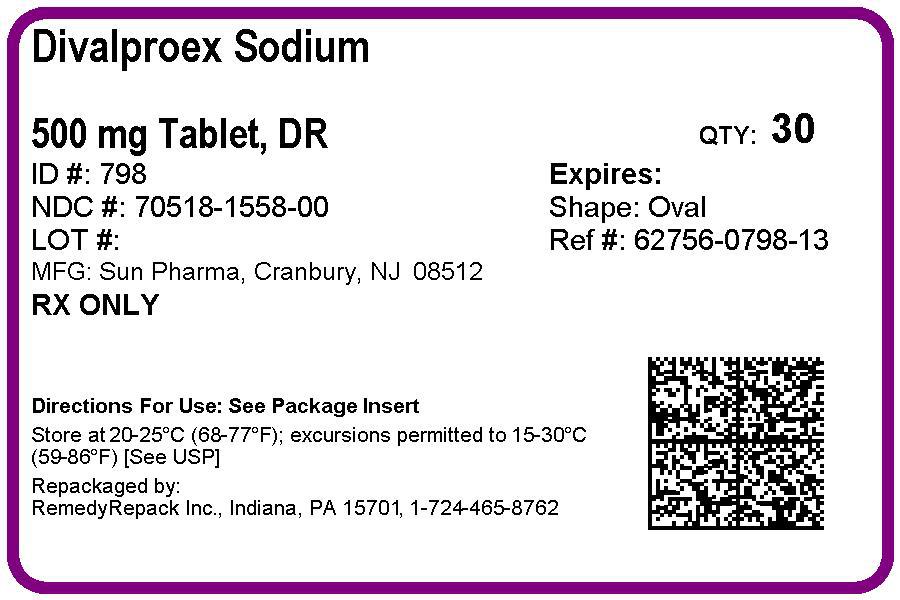 Divalproex Sodium
500 mg Tablet, DR
QTY: 30
ID #: 798
Expires:
NDC #: 70518-1558-00
Shape: Oval
LOT #:
Ref #: 62756-0798-13
MFG: Sun Pharma, Cranbury, NJ 08512
RX ONLY
Directions For Use: See Package Insert
Store at 20-25°C (68-77°F); excursions permitted to 15-30°C
(59-86°F) [See USP]
Repackaged by:
RemedyRepack Inc., Indiana, PA 15701, 1-724-465-8762